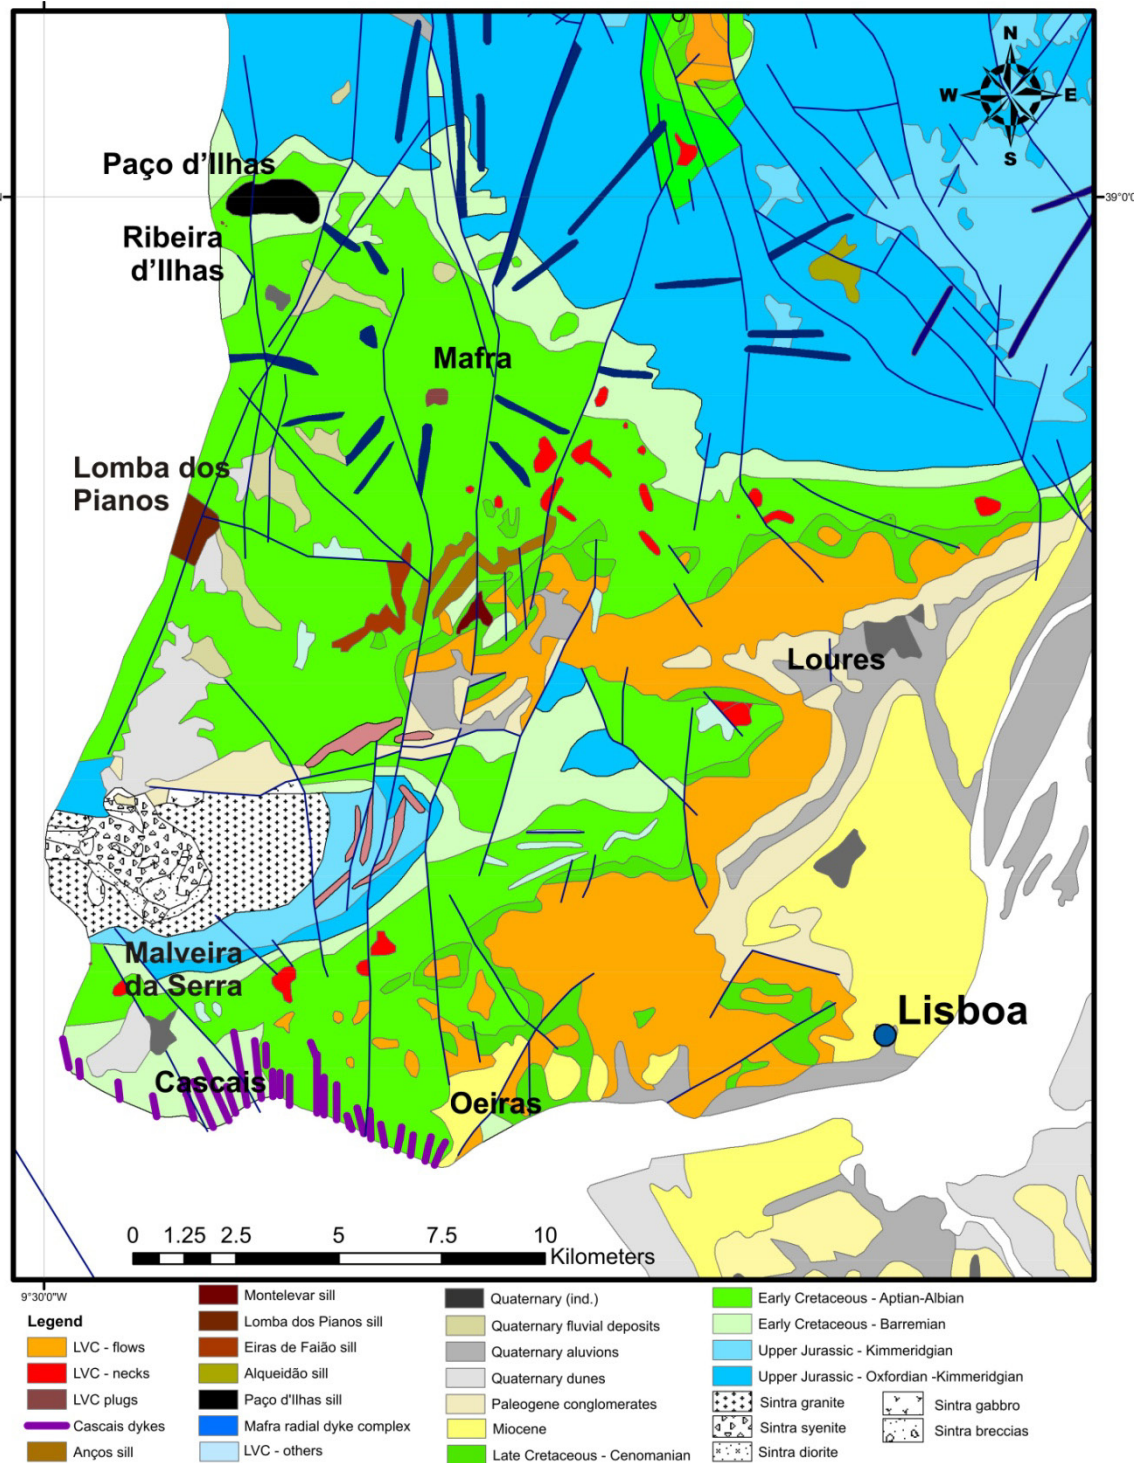 N
W
E
S
Paço d'Ilhas
39°0'0
Ribeira
d'Ilhas
Mafra
Lomba dos
Pianos
Loures
Malveira
da Serra
Lisboa
Cascais
Oeiras
0 1.25 2.5 5 7.5 10
Kilometers
9°30'0"W
Legend
LVC - flows
LVC - necks
LVC plugs
Cascais dykes
Anços sill
Montelevar sill
Lomba dos Pianos sill
Eiras de Faião sill
Alqueidão sill
Paço d'Ilhas sill
Mafra radial dyke complex
LVC - others
Quaternary (ind.)
Quaternary fluvial deposits
Quaternary aluvions
Quaternary dunes
Paleogene conglomerates
Miocene
Late Cretaceous - Cenomanian
Early Cretaceous - Aptian-Albian
Early Cretaceous - Barremian
Upper Jurassic - Kimmeridgian
Upper Jurassic - Oxfordian -Kimmeridgian
Sintra granite
Sintra syenite
Sintra diorite
Sintra gabbro
Sintra breccias